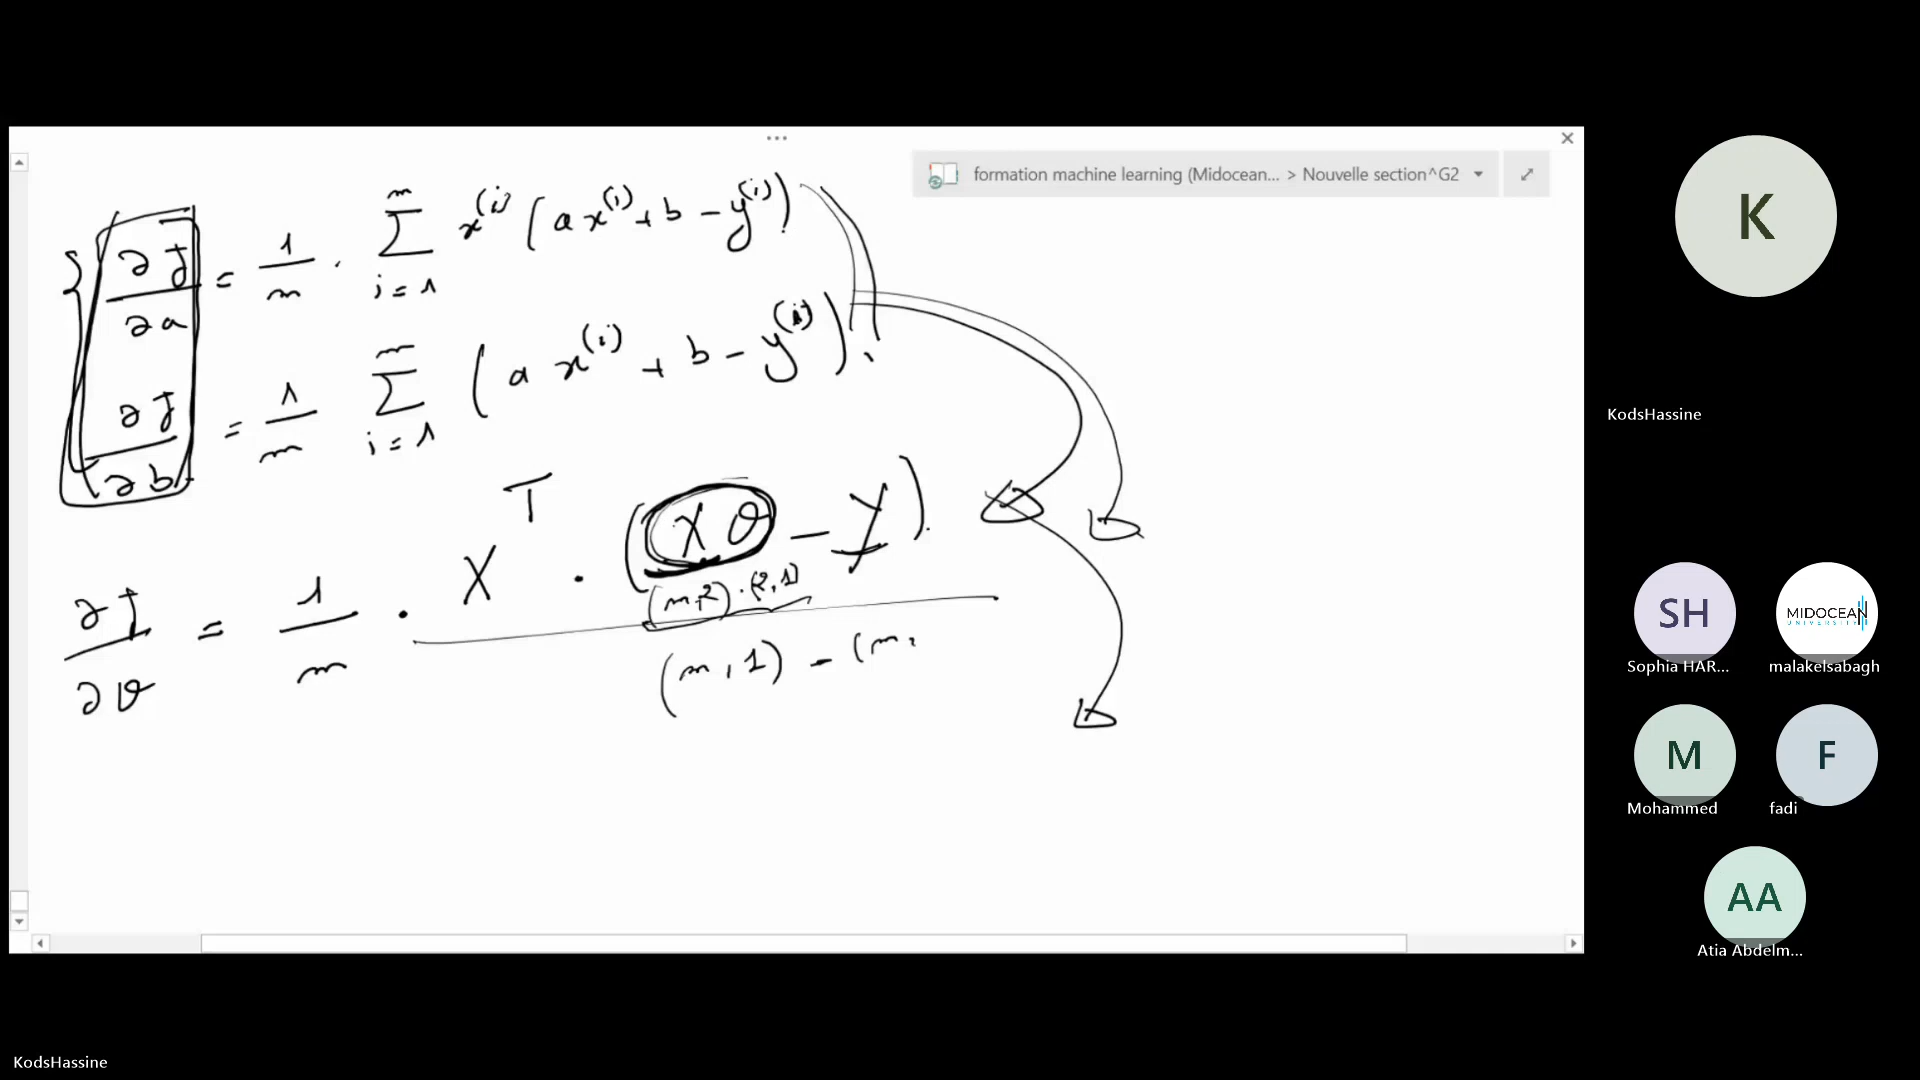 formation machine learning (Midocean... > Nouvelle section^G2
∂J/∂a = 1/m · Σ_{i=1}^{m} x^(i) (a x^(i) + b − y^(i))
∂J/∂b = 1/m Σ_{i=1}^{m} (a x^(i) + b − y^(i)).
∂J/∂θ = 1/m · X^T · (Xθ − Y).
(m,2) · (2,1)
(m,1) − (m,
K
KodsHassine
SH
Sophia HAR...
MIDOCEAN
UNIVERSITY
malakelsabagh
M
Mohammed
F
fadi
AA
Atia Abdelm...
KodsHassine